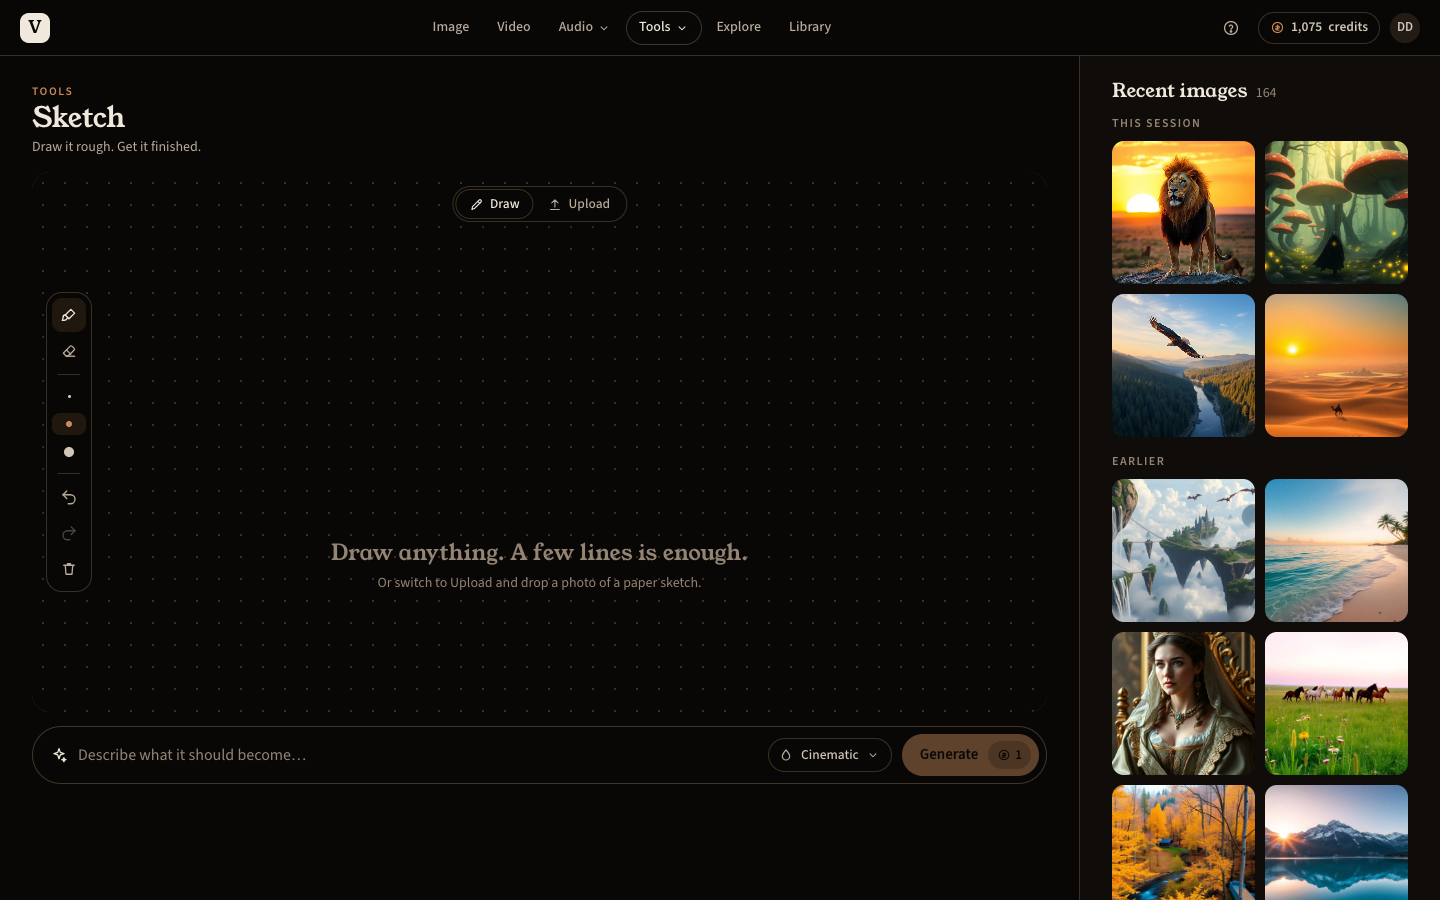 V
Image Video Audio Tools Explore Library
1,075 credits
DD
TOOLS
Sketch
Draw it rough. Get it finished.
Draw
Upload
Draw anything. A few lines is enough.
Or switch to Upload and drop a photo of a paper sketch.
Describe what it should become…
Cinematic
Generate 1
Recent images 164
THIS SESSION
EARLIER